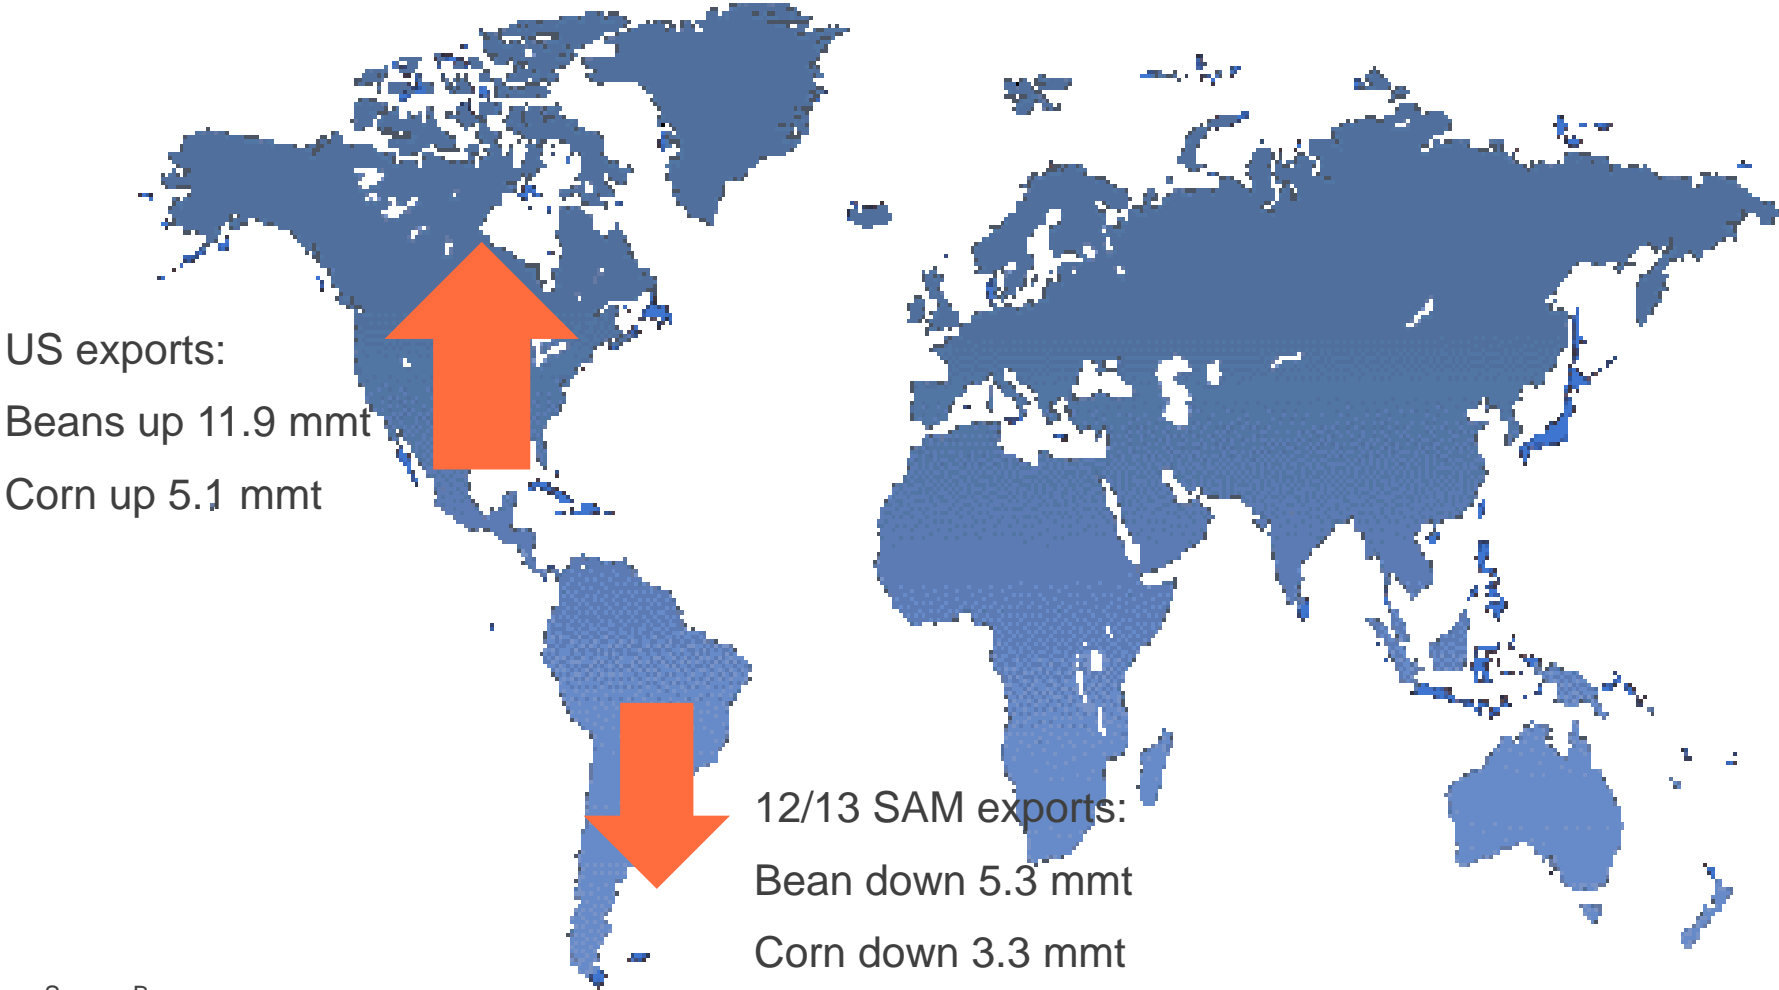 US exports:
Beans up 11.9 mmt
Corn up 5.1 mmt
12/13 SAM exports:
Bean down 5.3 mmt
Corn down 3.3 mmt